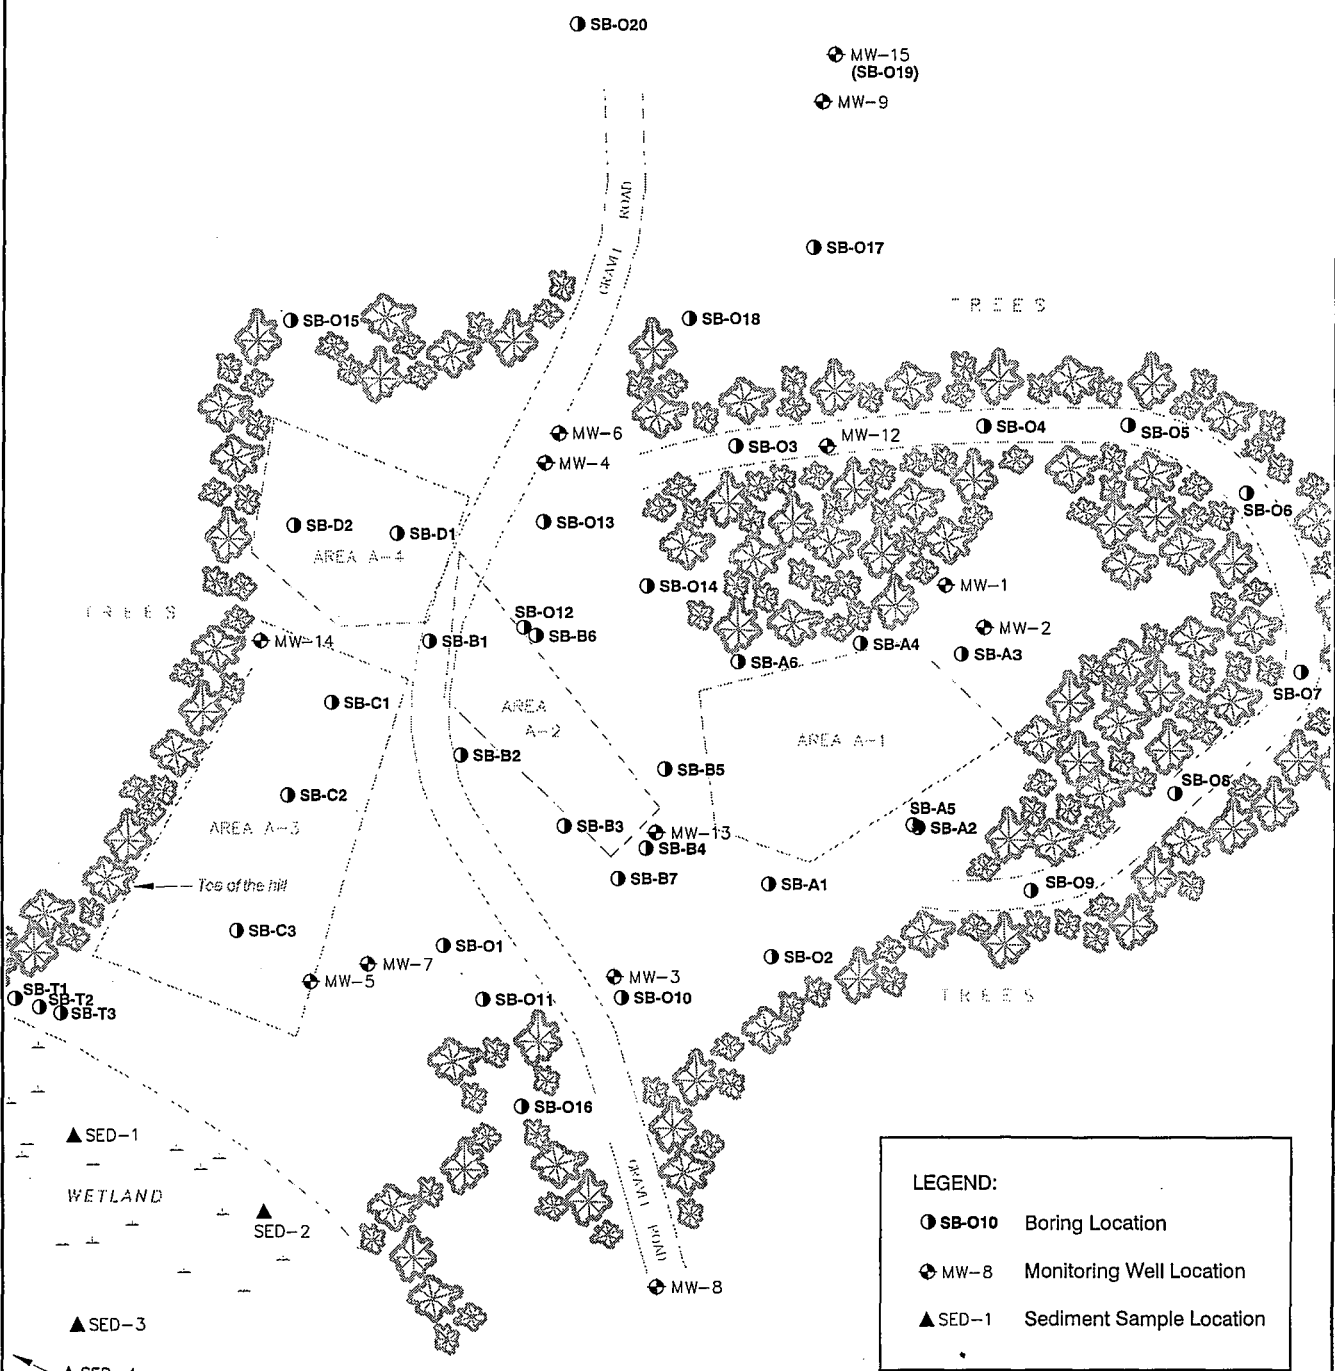 SB-O20
MW-15
(SB-O19)
MW-9
GRAVEL ROAD
SB-O17
TREES
SB-O15
SB-O18
MW-6
SB-O3
MW-12
SB-O4
SB-O5
MW-4
SB-O6
SB-D2
SB-D1
SB-O13
AREA A-4
SB-O14
MW-1
TREES
SB-O12
SB-B6
MW-2
MW-14
SB-B1
SB-A4
SB-A3
SB-A6
SB-O7
SB-C1
AREA
A-2
AREA A-1
SB-B2
SB-B5
SB-C2
SB-O8
AREA A-3
SB-B3
MW-13
SB-A5
SB-A2
SB-B4
Toe of the hill
SB-B7
SB-A1
SB-O9
SB-C3
SB-O1
MW-7
MW-5
MW-3
SB-O2
SB-T1
SB-T2
SB-T3
SB-O11
SB-O10
TREES
SB-O16
SED-1
WETLAND
SED-2
GRAVEL ROAD
MW-8
SED-3
LEGEND:
SB-O10 Boring Location
MW-8 Monitoring Well Location
SED-1 Sediment Sample Location